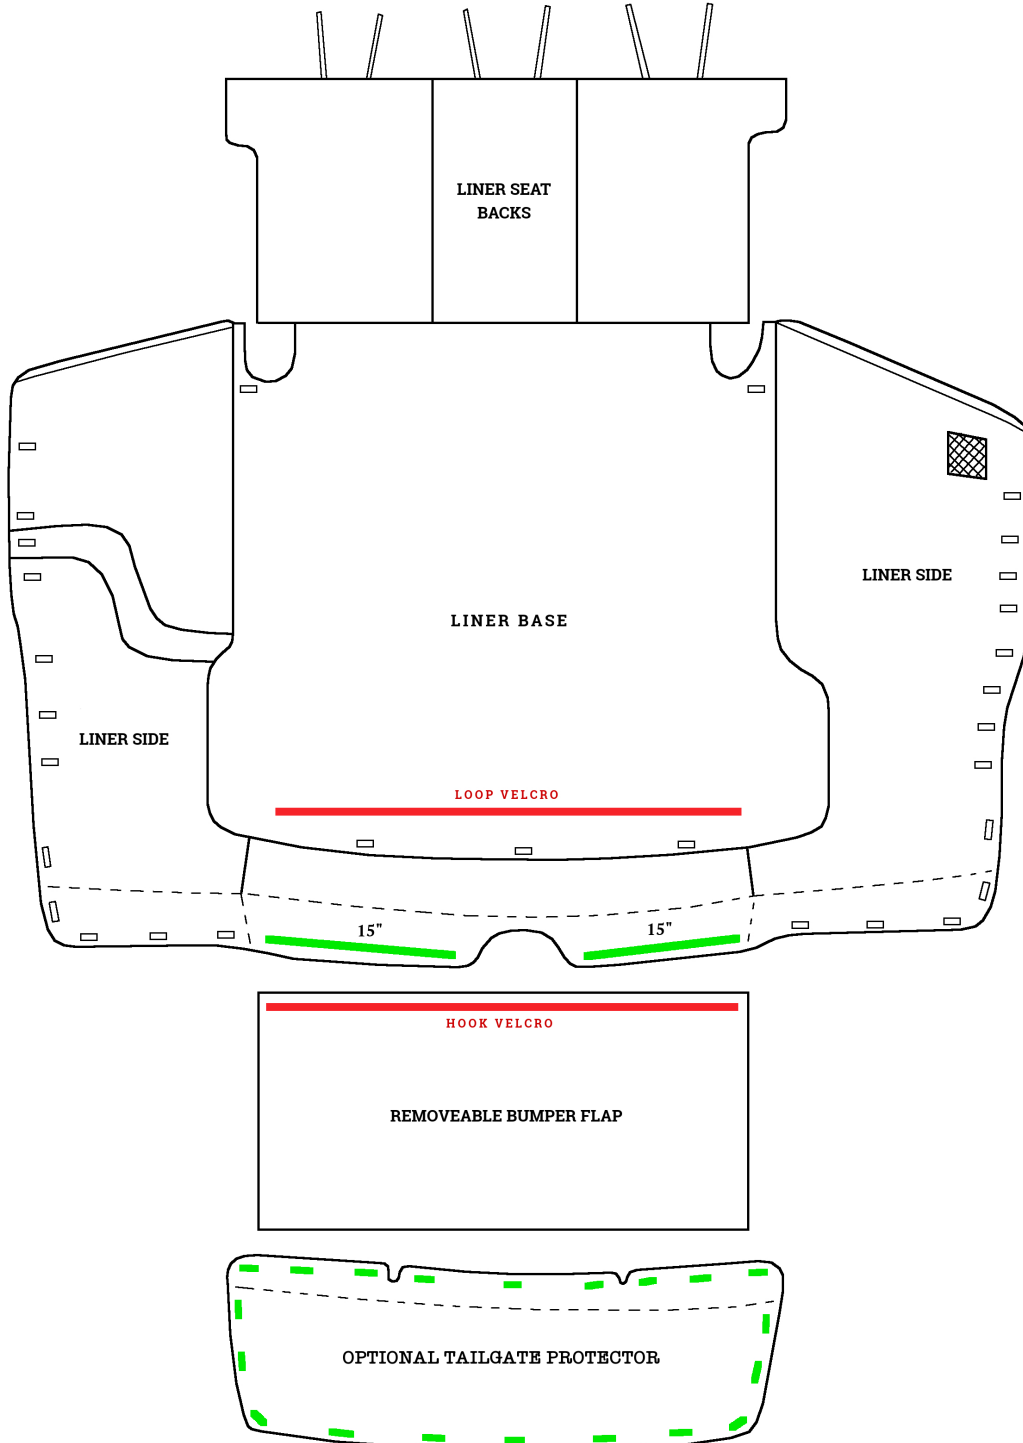 LINER SEAT
BACKS
LINER SIDE
LINER BASE
LINER SIDE
LOOP VELCRO
15"
15"
HOOK VELCRO
REMOVEABLE BUMPER FLAP
OPTIONAL TAILGATE PROTECTOR